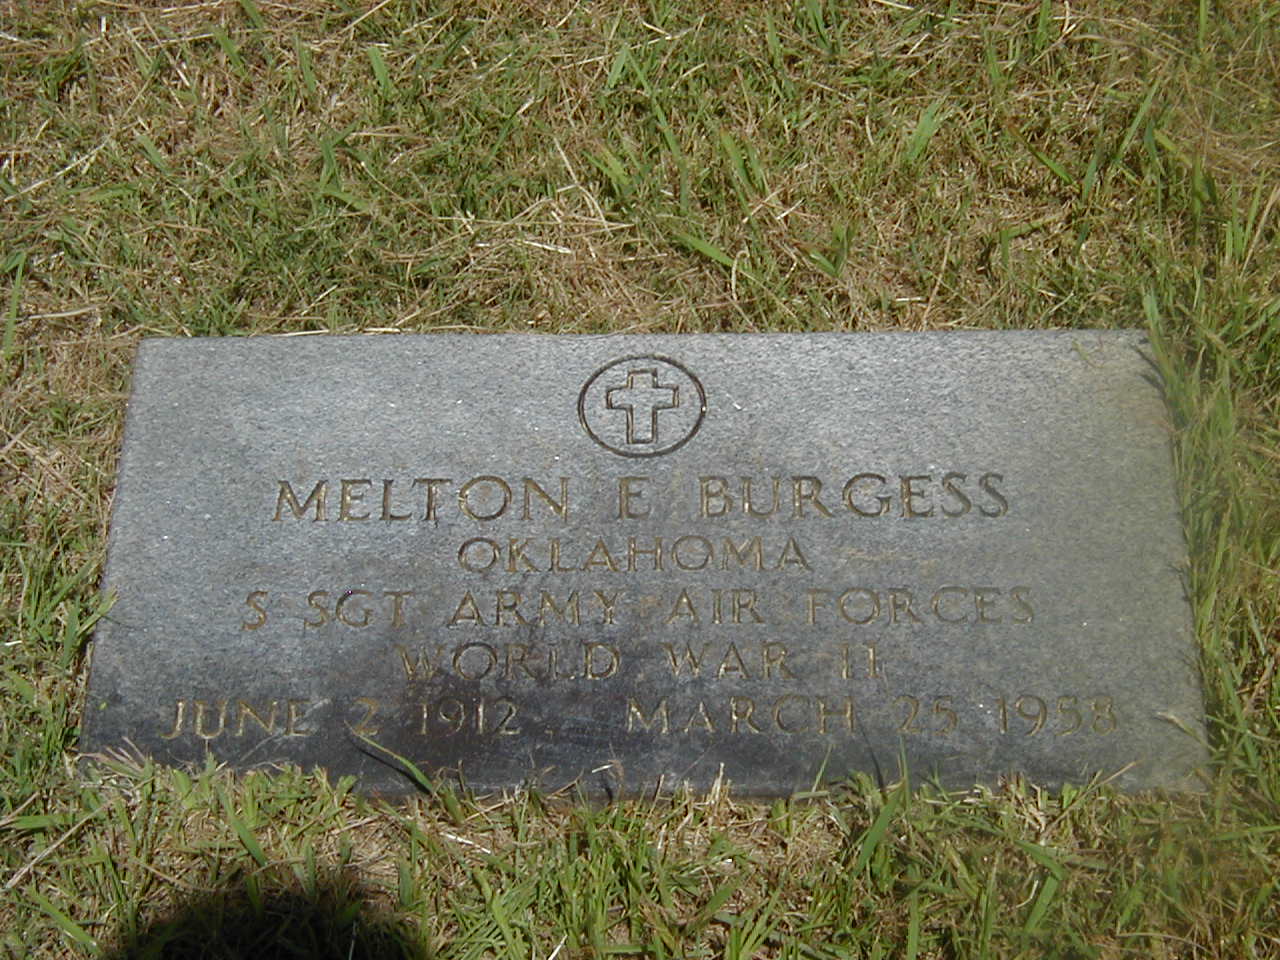 MELTON E BURGESS
OKLAHOMA
S SGT ARMY AIR FORCES
WORLD WAR II
JUNE 2 1912 MARCH 25 1958